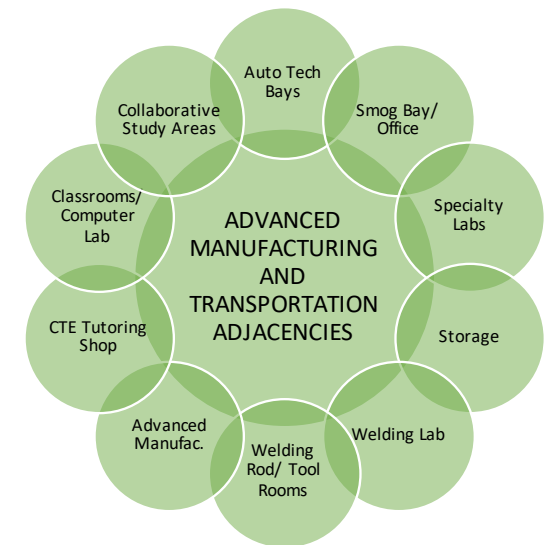 Auto Tech
Bays
Smog Bay/
Office
Specialty
Labs
Storage
Welding Lab
Welding
Rod/ Tool
Rooms
Advanced
Manufac.
CTE Tutoring
Shop
Classrooms/
Computer
Lab
Collaborative
Study Areas
ADVANCED
MANUFACTURING
AND
TRANSPORTATION
ADJACENCIES